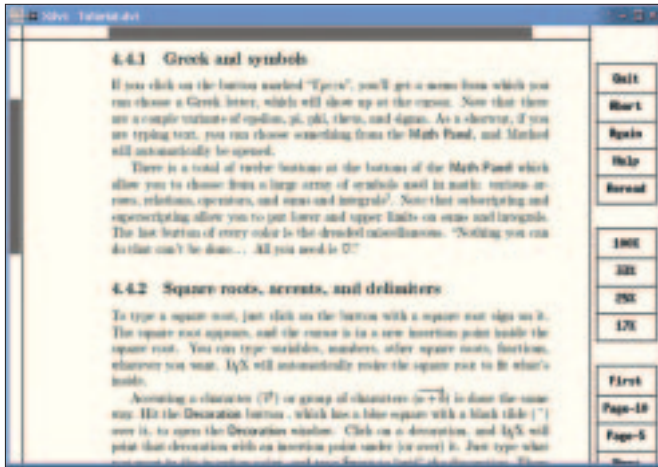 Xdvi: Tutorial.dvi
4.4.1 Greek and symbols
If you click on the button marked "Greek", you'll get a menu from which you
can choose a Greek letter, which will show up at the cursor. Note that there
are a couple variants of epsilon, pi, phi, theta, and sigma. As a shortcut, if you
are typing text, you can choose something from the Math Panel, and Mathed
will automatically be opened.
There is a total of twelve buttons at the bottom of the Math Panel which
allow you to choose from a large array of symbols used in math: various ar-
rows, relations, operators, and sums and integrals. Note that subscripting and
superscripting allow you to put lower and upper limits on sums and integrals.
The last button of every color is the dreaded miscellaneous. "Nothing you can
do that can't be done... All you need is ♡."
4.4.2 Square roots, accents, and delimiters
To type a square root, just click on the button with a square root sign on it.
The square root appears, and the cursor is in a new insertion point inside the
square root. You can type variables, numbers, other square roots, fractions,
whatever you want. LyX will automatically resize the square root to fit what's
inside.
Accenting a character or group of characters is done the same
way. Hit the Decoration button, which has a blue square with a black tilde (~)
over it, to open the Decoration window. Click on a decoration, and LyX will
print that decoration with an insertion point under (or over) it. Just type what
Quit
Abort
Again
Help
Reread
100%
33%
25%
17%
First
Page-10
Page-5